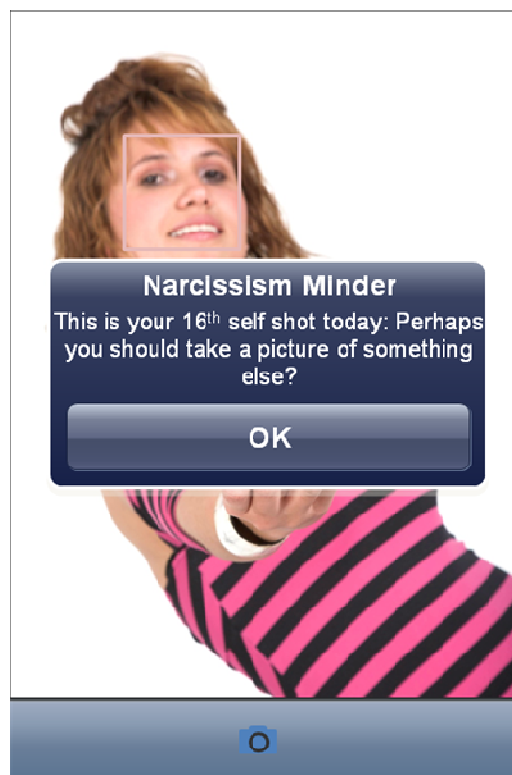 Narcissism Minder
This is your 16th self shot today: Perhaps
you should take a picture of something
else?
OK